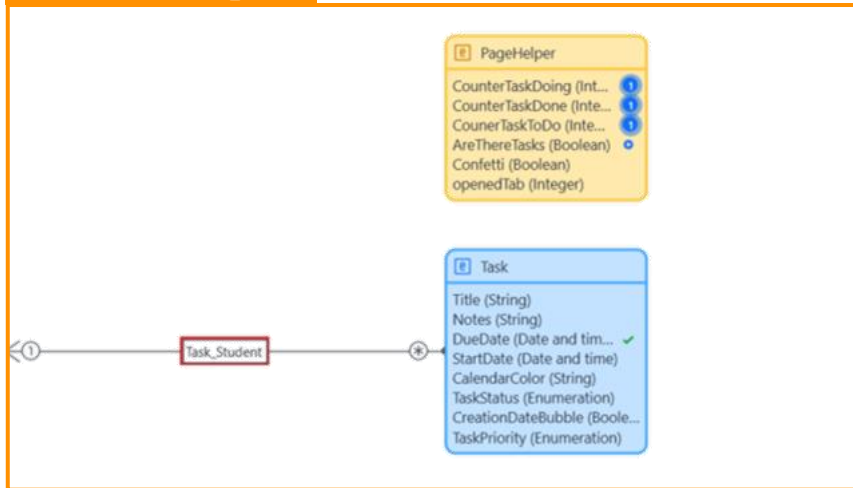 PageHelper
CounterTaskDoing (Int...
1
CounterTaskDone (Inte...
1
CounerTaskToDo (Inte...
1
AreThereTasks (Boolean)
Confetti (Boolean)
openedTab (Integer)
Task
Title (String)
Notes (String)
DueDate (Date and tim...
1
Task_Student
StartDate (Date and time)
CalendarColor (String)
TaskStatus (Enumeration)
CreationDateBubble (Boole...
TaskPriority (Enumeration)